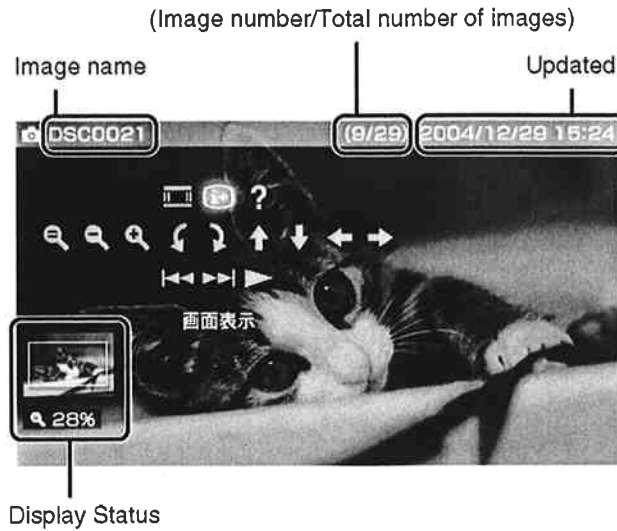 (Image number/Total number of images)
Image name
Updated
DSC0021
(9/29)
2004/12/29 15:24
?
画面表示
28%
Display Status